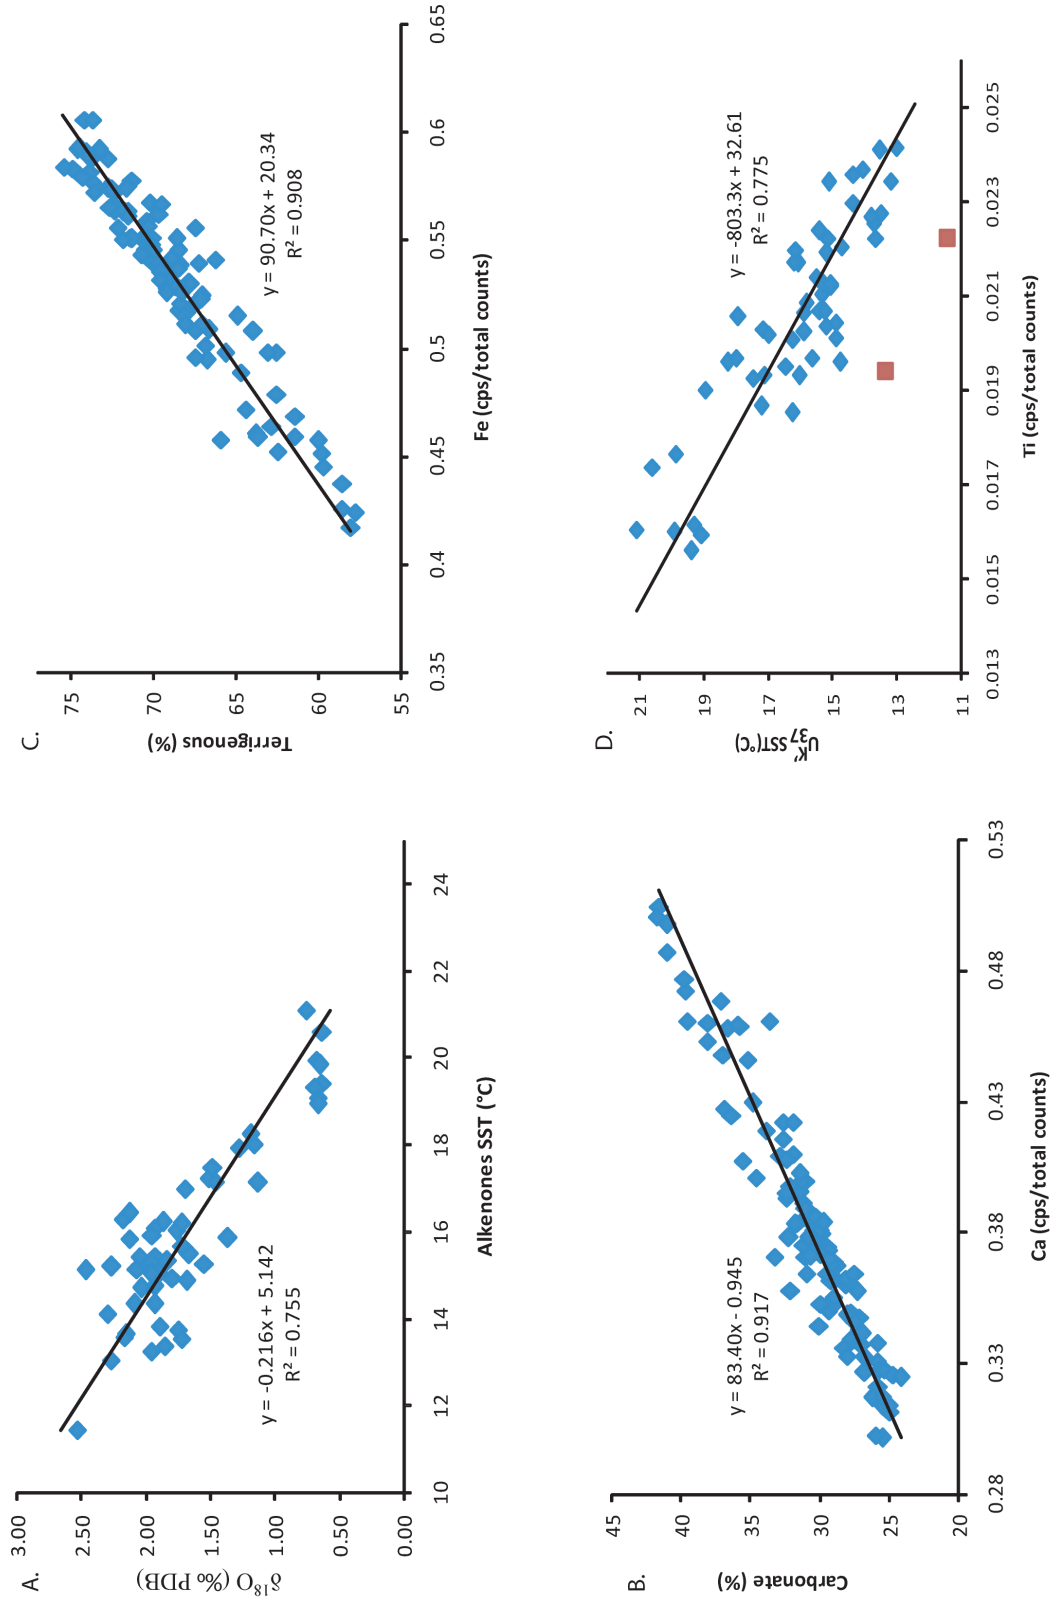 A.
δ18O (‰ PDB)
3.00
2.50
2.00
1.50
1.00
0.50
0.00
10
12
14
16
18
20
22
24
Alkenones SST (°C)
y = -0.216x + 5.142
R² = 0.755
C.
Terrigenous (%)
75
70
65
60
55
0.35
0.4
0.45
0.5
0.55
0.6
0.65
Fe (cps/total counts)
y = 90.70x + 20.34
R² = 0.908
B.
Carbonate (%)
45
40
35
30
25
20
0.28
0.33
0.38
0.43
0.48
0.53
Ca (cps/total counts)
y = 83.40x - 0.945
R² = 0.917
D.
UK'37 SST(°C)
21
19
17
15
13
11
0.013
0.015
0.017
0.019
0.021
0.023
0.025
Ti (cps/total counts)
y = -803.3x + 32.61
R² = 0.775